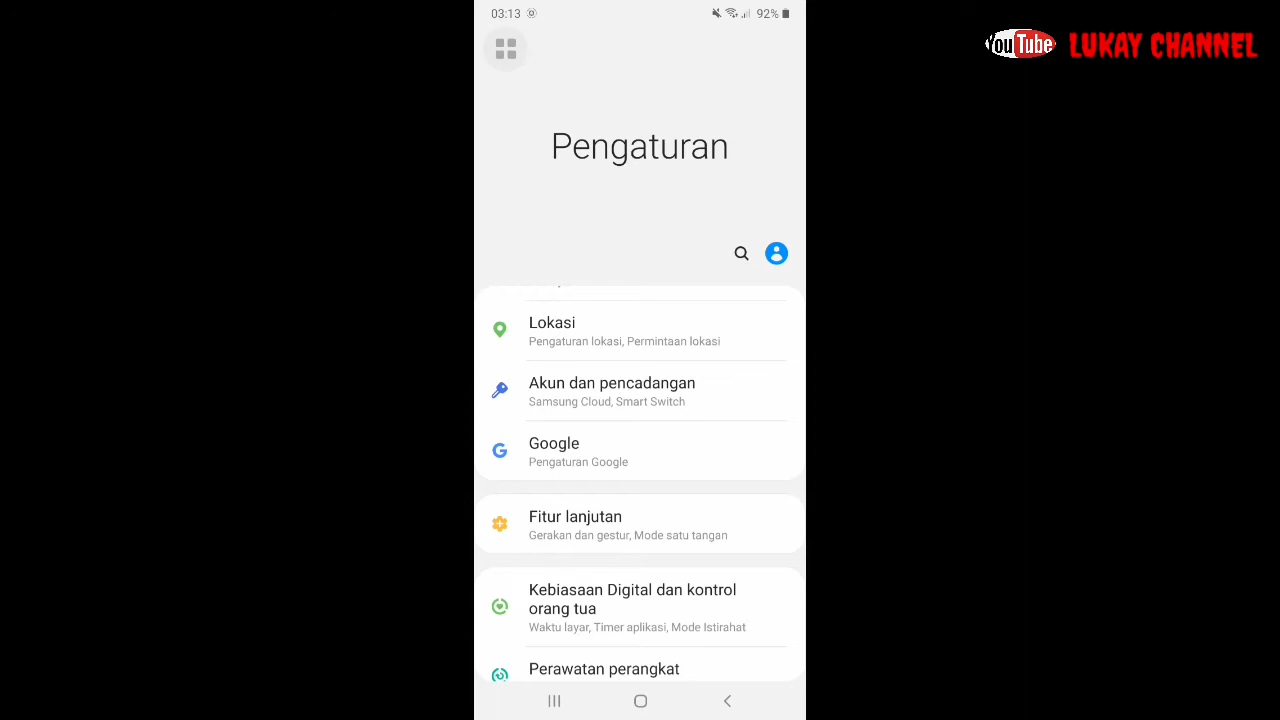 03:13
92%
YouTube LUKAY CHANNEL
Pengaturan
Lokasi
Pengaturan lokasi, Permintaan lokasi
Akun dan pencadangan
Samsung Cloud, Smart Switch
Google
Pengaturan Google
Fitur lanjutan
Gerakan dan gestur, Mode satu tangan
Kebiasaan Digital dan kontrol
orang tua
Waktu layar, Timer aplikasi, Mode Istirahat
Perawatan perangkat